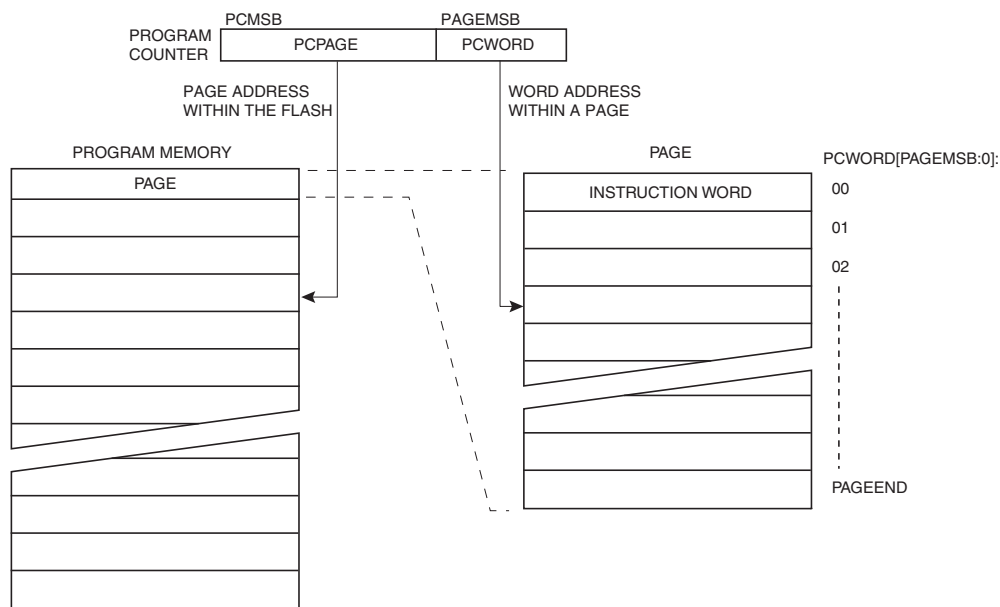 PCMSB
PAGEMSB
PROGRAM
COUNTER
PCPAGE
PCWORD
PAGE ADDRESS
WITHIN THE FLASH
WORD ADDRESS
WITHIN A PAGE
PROGRAM MEMORY
PAGE
PAGE
PCWORD[PAGEMSB:0]:
INSTRUCTION WORD
00
01
02
PAGEEND